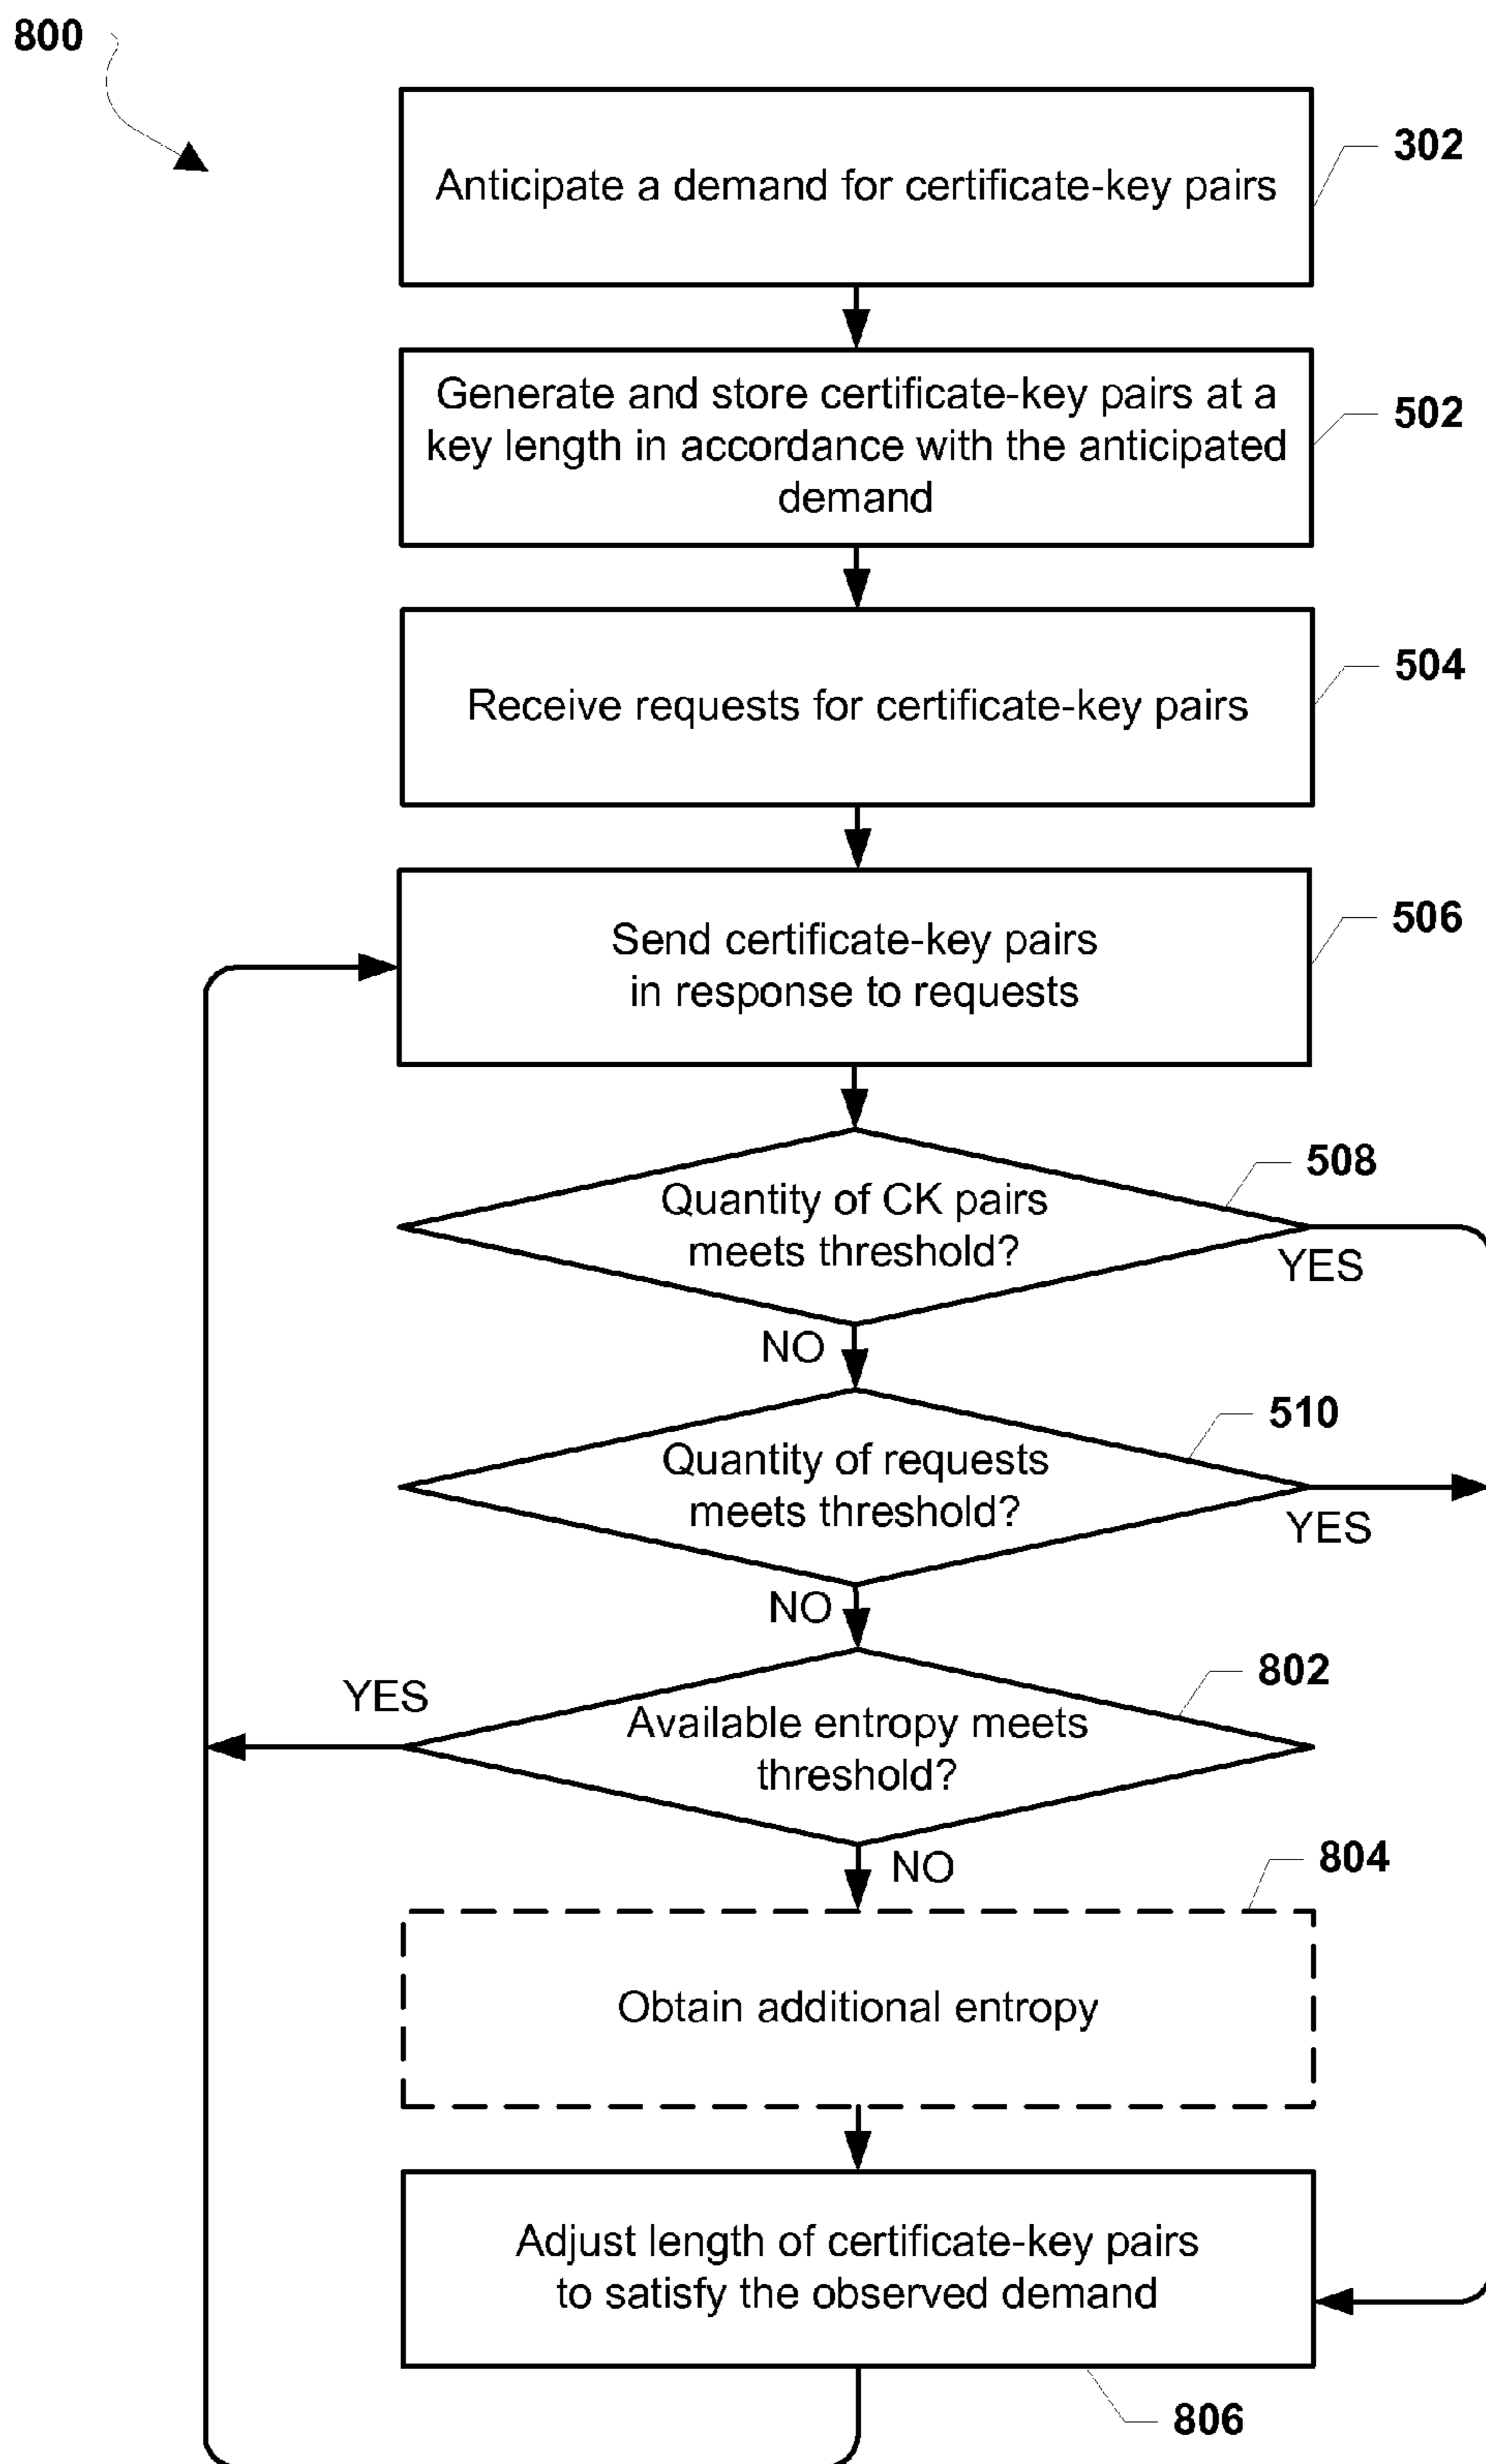 800
Anticipate a demand for certificate-key pairs
302
Generate and store certificate-key pairs at a
key length in accordance with the anticipated
demand
502
Receive requests for certificate-key pairs
504
Send certificate-key pairs
in response to requests
506
Quantity of CK pairs
meets threshold?
508
YES
NO
Quantity of requests
meets threshold?
510
YES
NO
Available entropy meets
threshold?
802
YES
NO
Obtain additional entropy
804
Adjust length of certificate-key pairs
to satisfy the observed demand
806